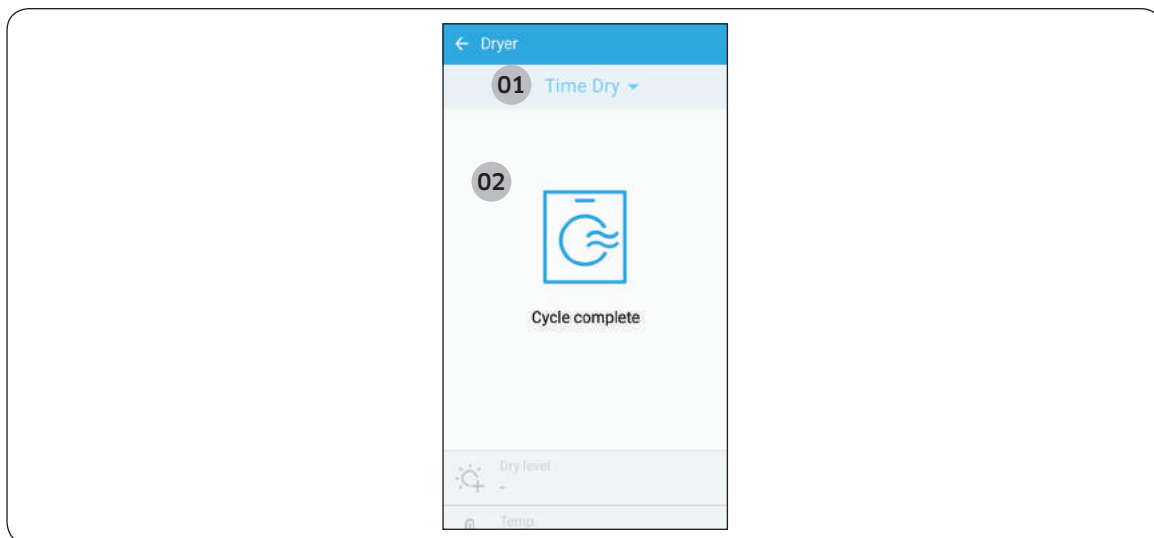 ← Dryer
01 Time Dry
02
Cycle complete
Dry level
-
Temp.